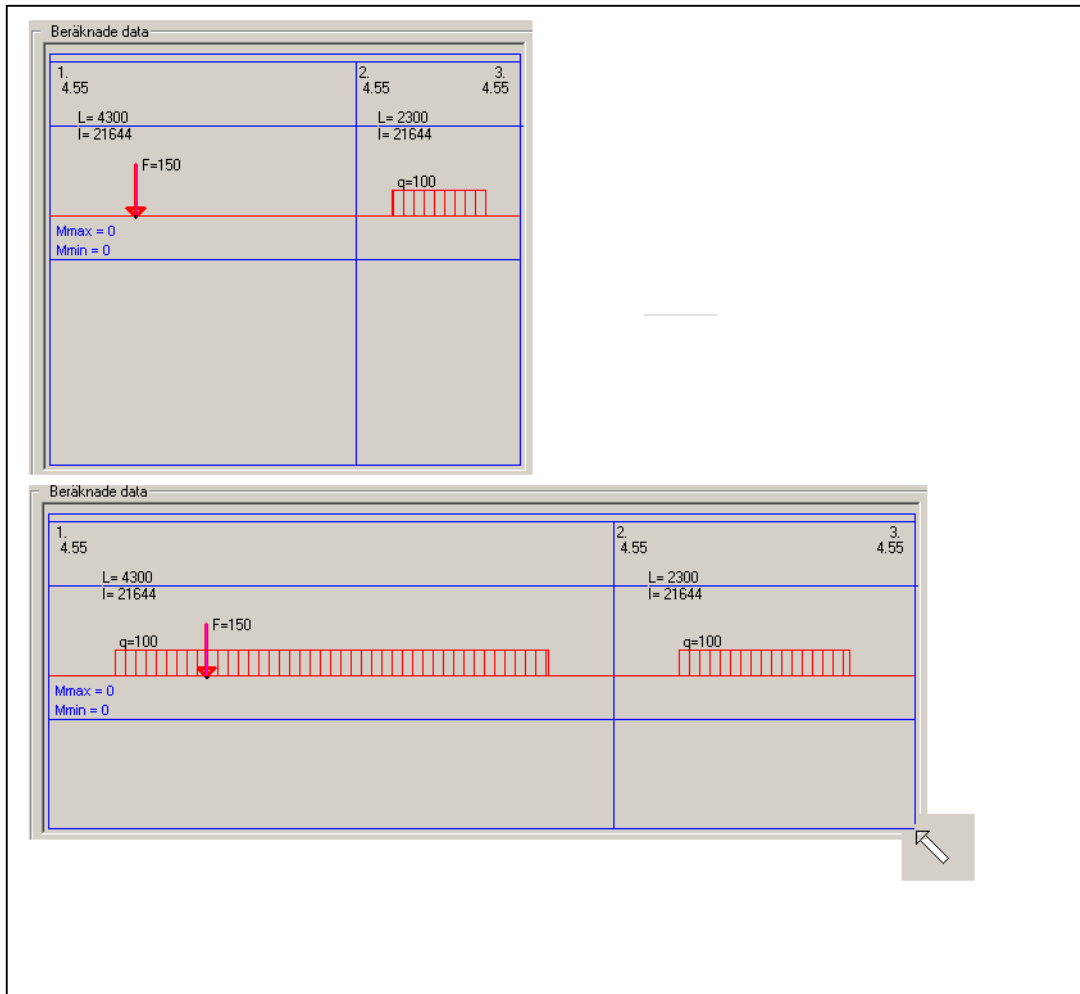 Beräknade data
1. 2. 3.
4.55 4.55 4.55
L= 4300 L= 2300
I= 21644 I= 21644
F=150
q=100
Mmax = 0
Mmin = 0
Beräknade data
1. 2. 3.
4.55 4.55 4.55
L= 4300 L= 2300
I= 21644 I= 21644
F=150
q=100 q=100
Mmax = 0
Mmin = 0